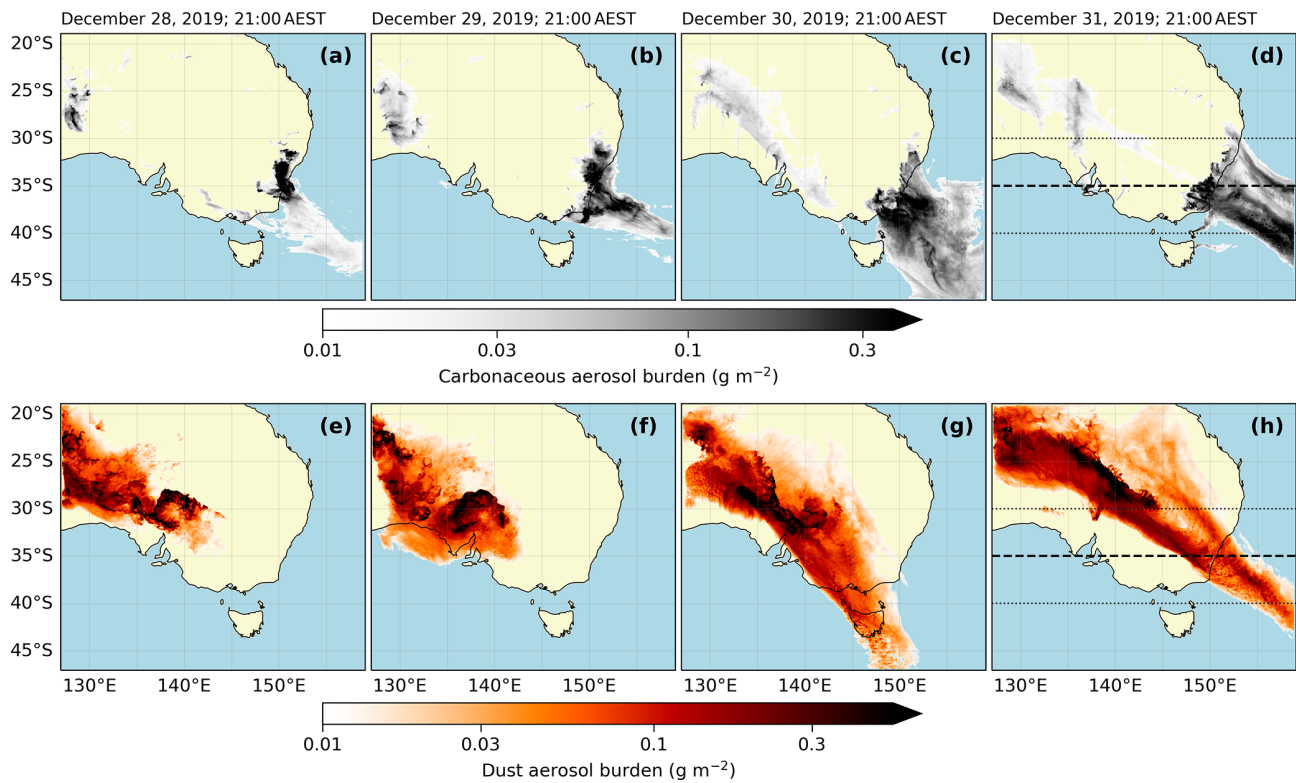 December 28, 2019; 21:00 AEST
December 29, 2019; 21:00 AEST
December 30, 2019; 21:00 AEST
December 31, 2019; 21:00 AEST
(a)
(b)
(c)
(d)
20°S
25°S
30°S
35°S
40°S
45°S
0.01
0.03
0.1
0.3
Carbonaceous aerosol burden (g m⁻²)
(e)
(f)
(g)
(h)
20°S
25°S
30°S
35°S
40°S
45°S
130°E
140°E
150°E
130°E
140°E
150°E
130°E
140°E
150°E
130°E
140°E
150°E
0.01
0.03
0.1
0.3
Dust aerosol burden (g m⁻²)